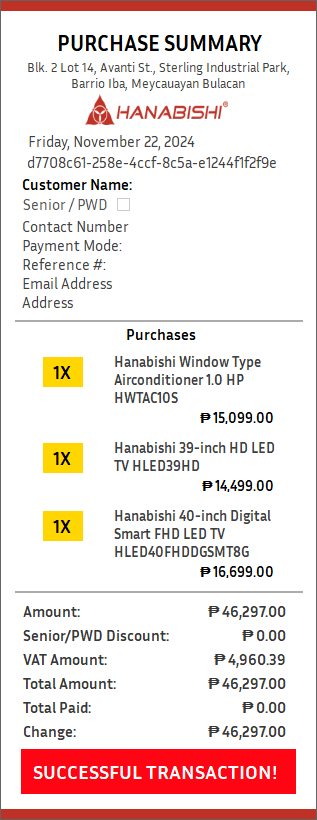 PURCHASE SUMMARY
Blk. 2 Lot 14, Avanti St., Sterling Industrial Park,
Barrio Iba, Meycauayan Bulacan
HANABISHI®
Friday, November 22, 2024
d7708c61-258e-4ccf-8c5a-e1244f1f2f9e
Customer Name:
Senior / PWD
Contact Number
Payment Mode:
Reference #:
Email Address
Address
Purchases
1X
Hanabishi Window Type
Airconditioner 1.0 HP
HWTAC10S
₱ 15,099.00
1X
Hanabishi 39-inch HD LED
TV HLED39HD
₱ 14,499.00
1X
Hanabishi 40-inch Digital
Smart FHD LED TV
HLED40FHDDGSMT8G
₱ 16,699.00
Amount: ₱ 46,297.00
Senior/PWD Discount: ₱ 0.00
VAT Amount: ₱ 4,960.39
Total Amount: ₱ 46,297.00
Total Paid: ₱ 0.00
Change: ₱ 46,297.00
SUCCESSFUL TRANSACTION!